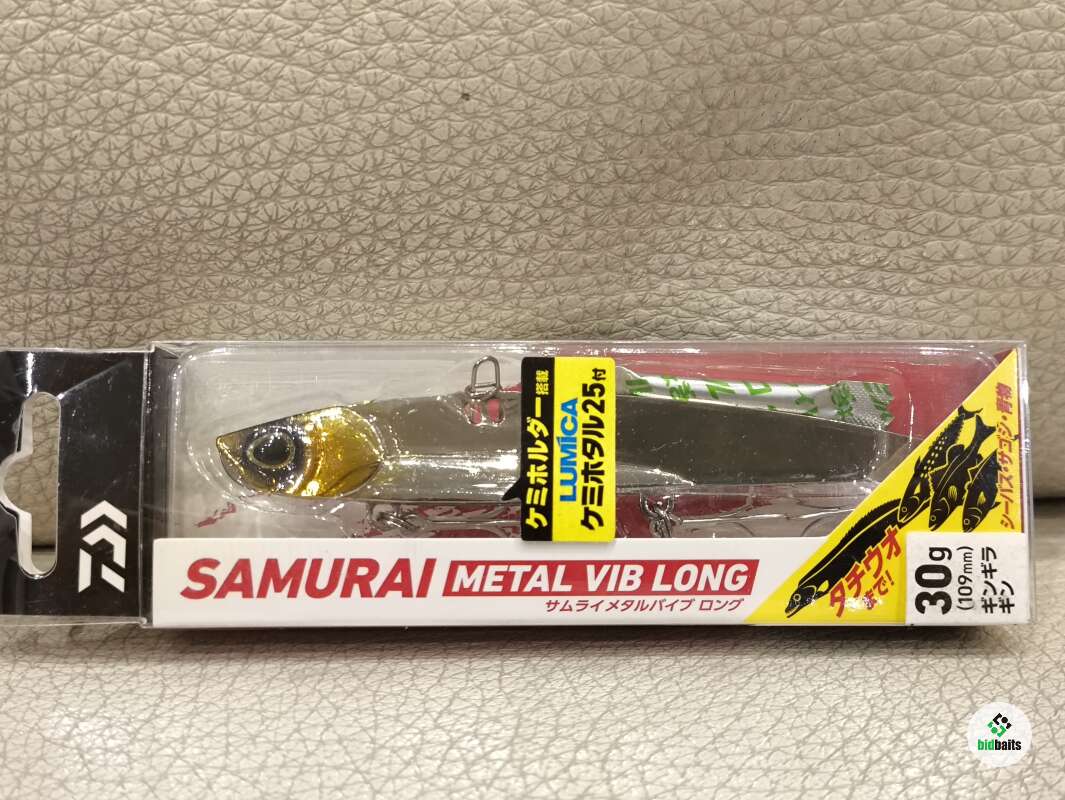 SAMURAI METAL VIB LONG
サムライメタルバイブ ロング
ケミホルダー搭載
LUMICA
ケミホタル25付
シーバス・サゴシ・青物
タチウオ
まで!
30g
(109mm)
ギンギラ
ギン
bidbaits